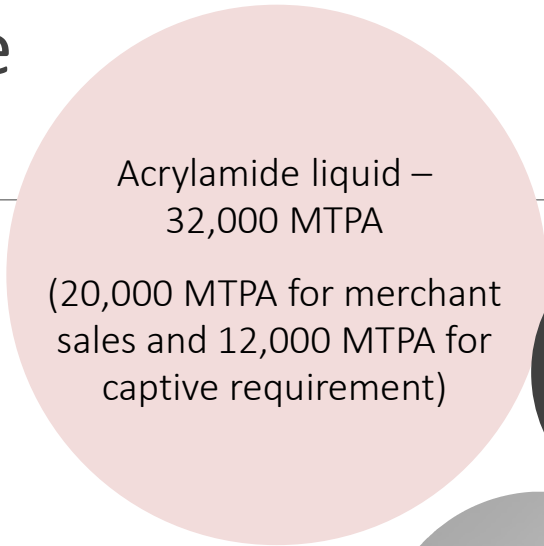 e
Acrylamide liquid –
32,000 MTPA
(20,000 MTPA for merchant
sales and 12,000 MTPA for
captive requirement)